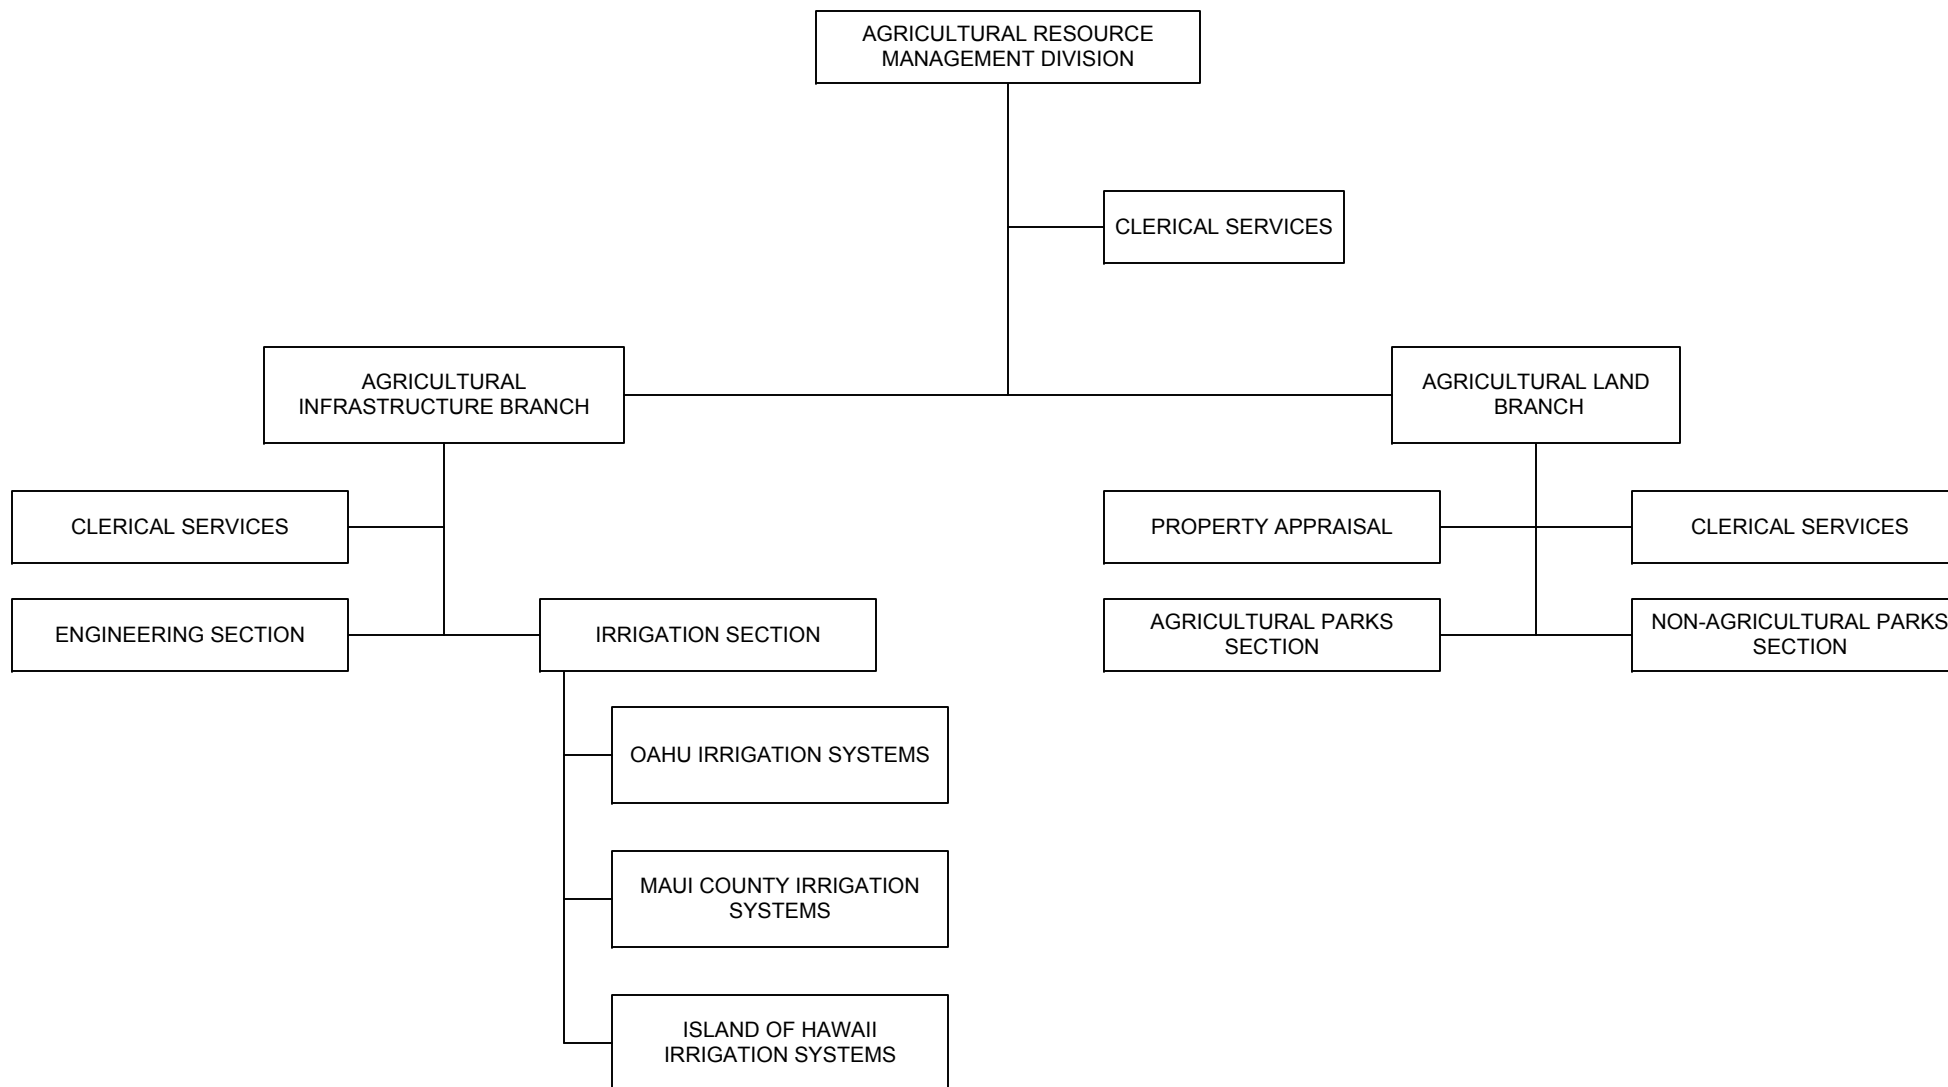 AGRICULTURAL RESOURCE
MANAGEMENT DIVISION
CLERICAL SERVICES
AGRICULTURAL
INFRASTRUCTURE BRANCH
AGRICULTURAL LAND
BRANCH
CLERICAL SERVICES
PROPERTY APPRAISAL
CLERICAL SERVICES
ENGINEERING SECTION
IRRIGATION SECTION
AGRICULTURAL PARKS
SECTION
NON-AGRICULTURAL PARKS
SECTION
OAHU IRRIGATION SYSTEMS
MAUI COUNTY IRRIGATION
SYSTEMS
ISLAND OF HAWAII
IRRIGATION SYSTEMS